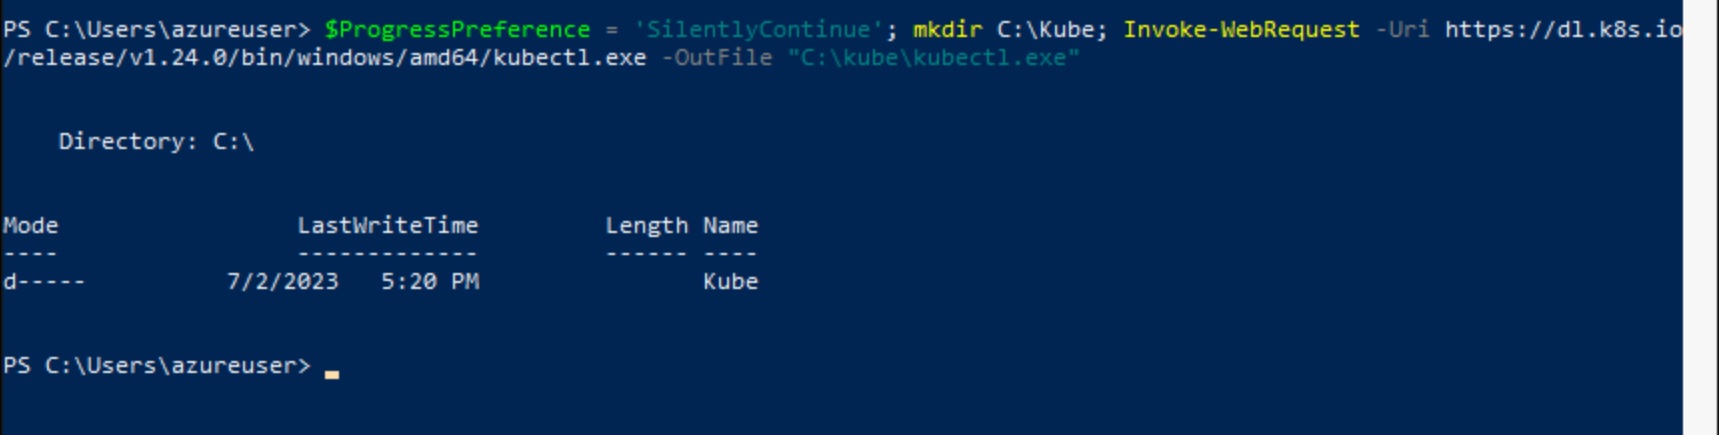 PS C:\Users\azureuser> $ProgressPreference = 'SilentlyContinue'; mkdir C:\Kube; Invoke-WebRequest -Uri https://dl.k8s.io
/release/v1.24.0/bin/windows/amd64/kubectl.exe -OutFile "C:\kube\kubectl.exe"
Directory: C:\
Mode LastWriteTime Length Name
---- ------------- ------ ----
d----- 7/2/2023 5:20 PM Kube
PS C:\Users\azureuser>